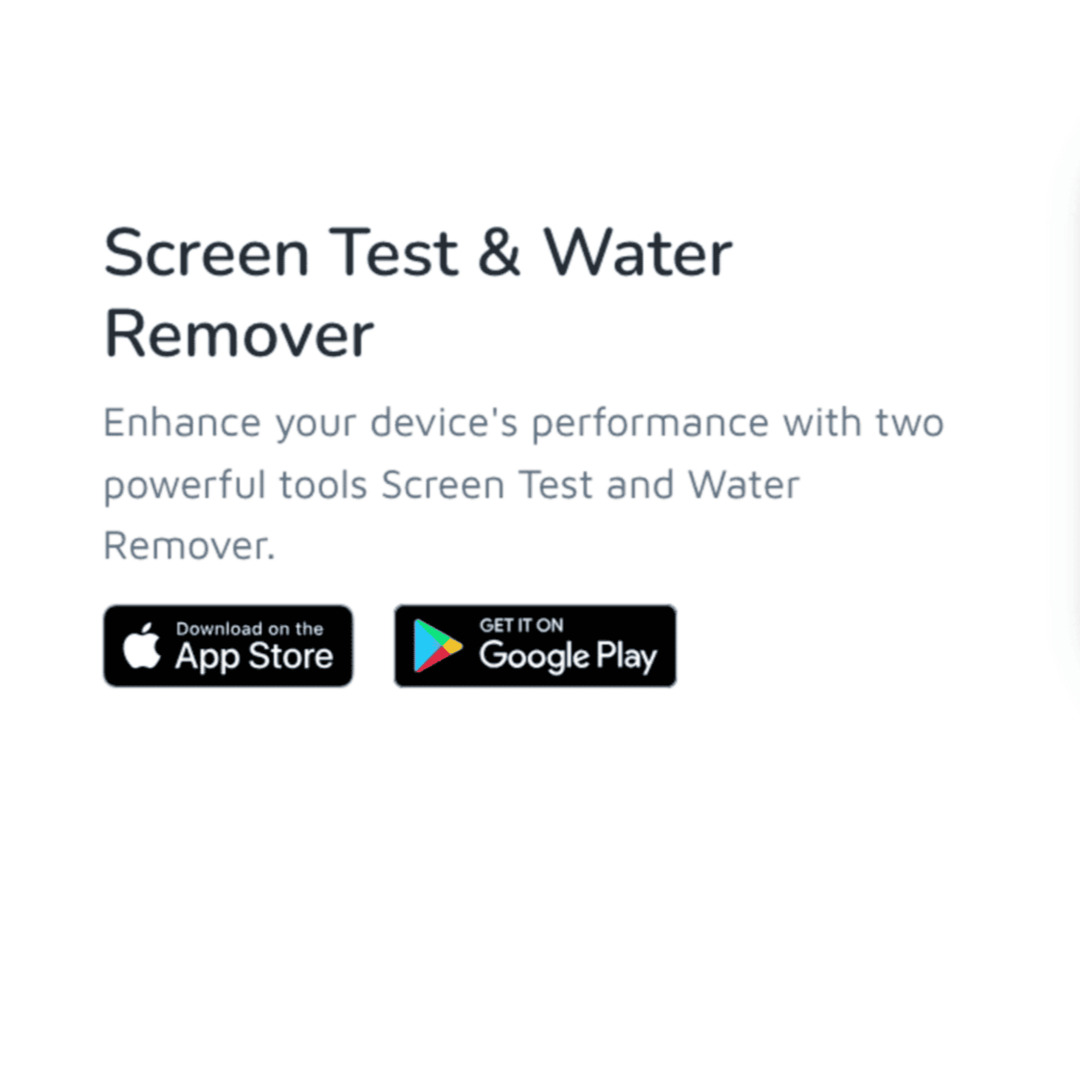 Screen Test & Water
Remover
Enhance your device's performance with two
powerful tools Screen Test and Water
Remover.
Download on the
App Store
GET IT ON
Google Play